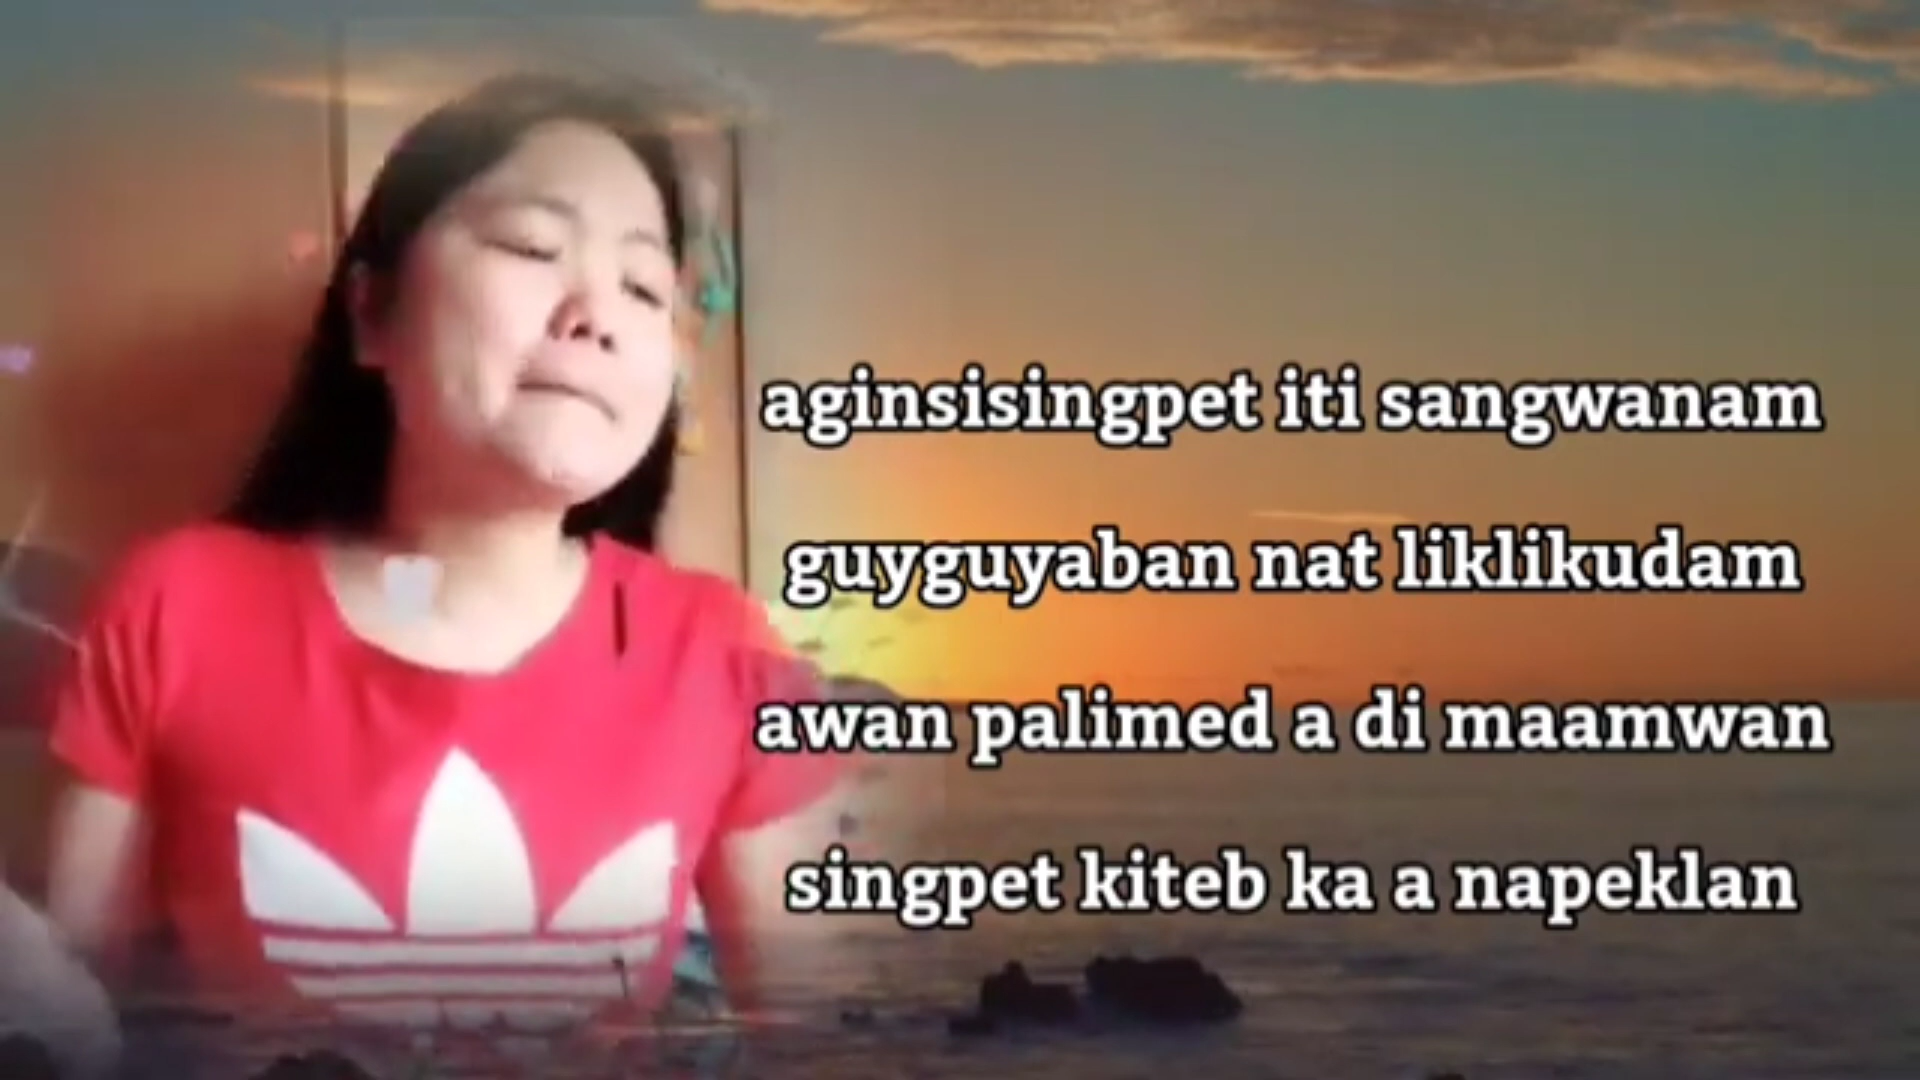 aginsisingpet iti sangwanam
guyguyaban nat liklikudam
awan palimed a di maamwan
singpet kiteb ka a napeklan